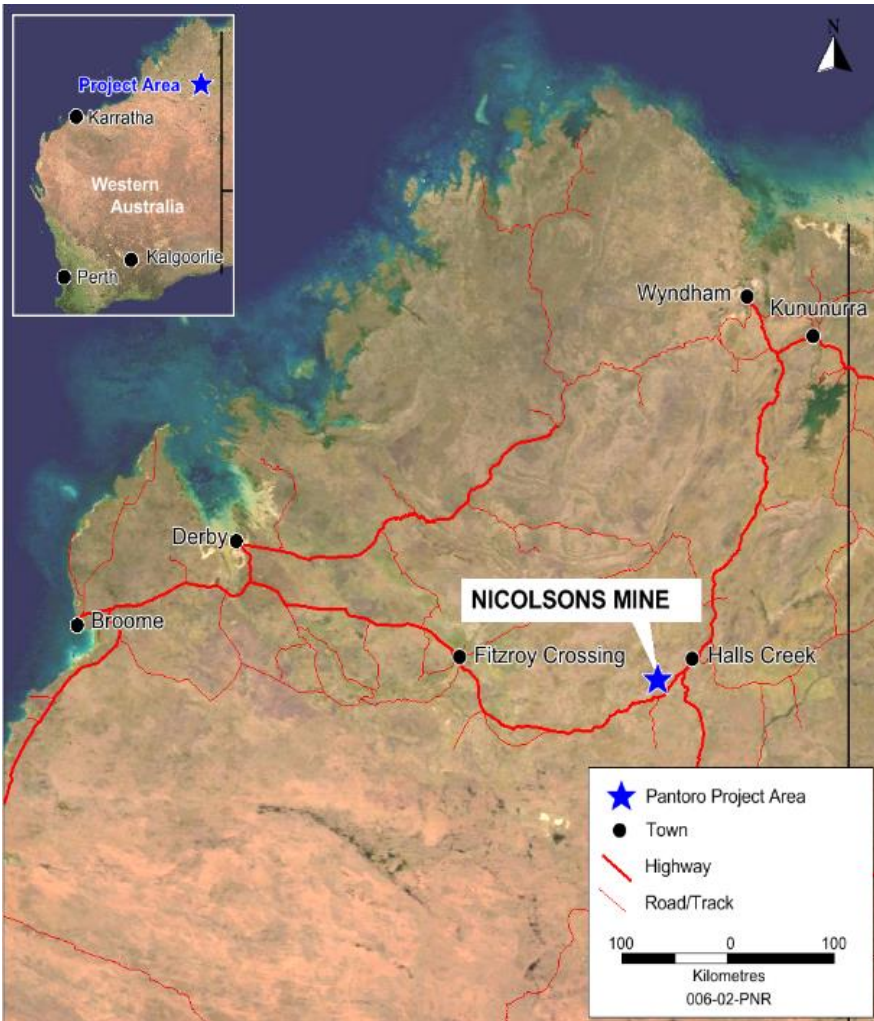 N
Project Area
Karratha
Western
Australia
Kalgoorlie
Perth
Wyndham
Kununurra
Derby
NICOLSONS MINE
Broome
Fitzroy Crossing
Halls Creek
Pantoro Project Area
Town
Highway
Road/Track
100 0 100
Kilometres
006-02-PNR